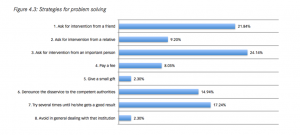 Figure 4.3: Strategies for problem solving
1. Ask for intervention from a friend 21.84%
2. Ask for intervention from a relative 9.20%
3. Ask for intervention from an important person 24.14%
4. Pay a fee 8.05%
5. Give a small gift 2.30%
6. Denounce the disservice to the competent authorities 14.94%
7. Try several times until he/she gets a good result 17.24%
8. Avoid in general dealing with that institution 2.30%